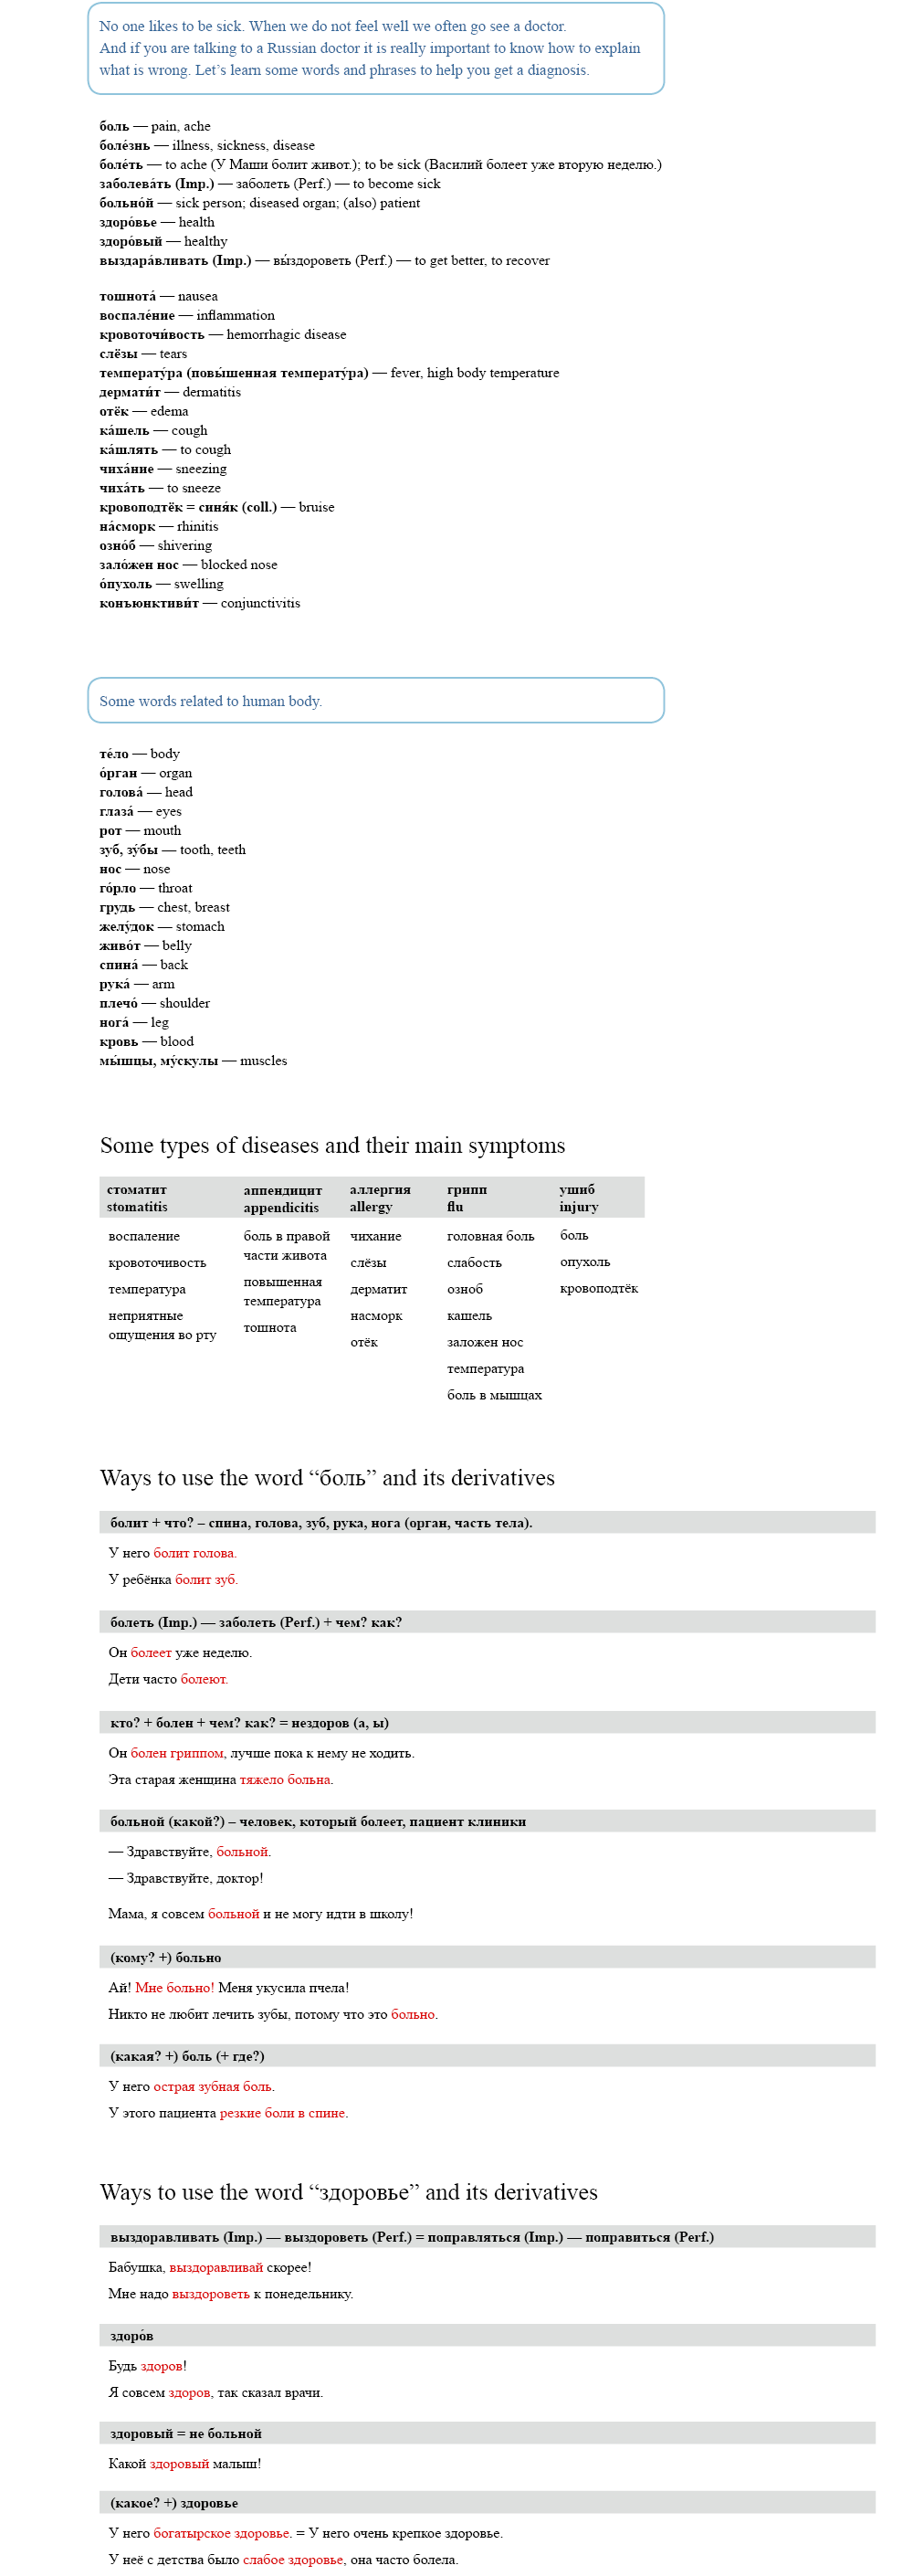 No one likes to be sick. When we do not feel well we often go see a doctor.
And if you are talking to a Russian doctor it is really important to know how to explain
what is wrong. Let’s learn some words and phrases to help you get a diagnosis.
боль — pain, ache
боле́знь — illness, sickness, disease
боле́ть — to ache (У Маши болит живот.); to be sick (Василий болеет уже вторую неделю.)
заболева́ть (Imp.) — заболеть (Perf.) — to become sick
больно́й — sick person; diseased organ; (also) patient
здоро́вье — health
здоро́вый — healthy
выздара́вливать (Imp.) — вы́здороветь (Perf.) — to get better, to recover
тошнота́ — nausea
воспале́ние — inflammation
кровоточи́вость — hemorrhagic disease
слёзы — tears
температу́ра (повы́шенная температу́ра) — fever, high body temperature
дермати́т — dermatitis
отёк — edema
ка́шель — cough
ка́шлять — to cough
чиха́ние — sneezing
чиха́ть — to sneeze
кровоподтёк = синя́к (coll.) — bruise
на́сморк — rhinitis
озно́б — shivering
зало́жен нос — blocked nose
о́пухоль — swelling
конъюнктиви́т — conjunctivitis
Some words related to human body.
те́ло — body
о́рган — organ
голова́ — head
глаза́ — eyes
рот — mouth
зуб, зу́бы — tooth, teeth
нос — nose
го́рло — throat
грудь — chest, breast
желу́док — stomach
живо́т — belly
спина́ — back
рука́ — arm
плечо́ — shoulder
нога́ — leg
кровь — blood
мы́шцы, му́скулы — muscles
Some types of diseases and their main symptoms
стоматит
stomatitis
воспаление
кровоточивость
температура
неприятные
ощущения во рту
аппендицит
appendicitis
боль в правой
части живота
повышенная
температура
тошнота
аллергия
allergy
чихание
слёзы
дерматит
насморк
отёк
грипп
flu
головная боль
слабость
озноб
кашель
заложен нос
температура
боль в мышцах
ушиб
injury
боль
опухоль
кровоподтёк
Ways to use the word “боль” and its derivatives
болит + что? – спина, голова, зуб, рука, нога (орган, часть тела).
У него болит голова.
У ребёнка болит зуб.
болеть (Imp.) — заболеть (Perf.) + чем? как?
Он болеет уже неделю.
Дети часто болеют.
кто? + болен + чем? как? = нездоров (а, ы)
Он болен гриппом, лучше пока к нему не ходить.
Эта старая женщина тяжело больна.
больной (какой?) – человек, который болеет, пациент клиники
— Здравствуйте, больной.
— Здравствуйте, доктор!
Мама, я совсем больной и не могу идти в школу!
(кому? +) больно
Ай! Мне больно! Меня укусила пчела!
Никто не любит лечить зубы, потому что это больно.
(какая? +) боль (+ где?)
У него острая зубная боль.
У этого пациента резкие боли в спине.
Ways to use the word “здоровье” and its derivatives
выздоравливать (Imp.) — выздороветь (Perf.) = поправляться (Imp.) — поправиться (Perf.)
Бабушка, выздоравливай скорее!
Мне надо выздороветь к понедельнику.
здоро́в
Будь здоров!
Я совсем здоров, так сказал врачи.
здоровый = не больной
Какой здоровый малыш!
(какое? +) здоровье
У него богатырское здоровье. = У него очень крепкое здоровье.
У неё с детства было слабое здоровье, она часто болела.